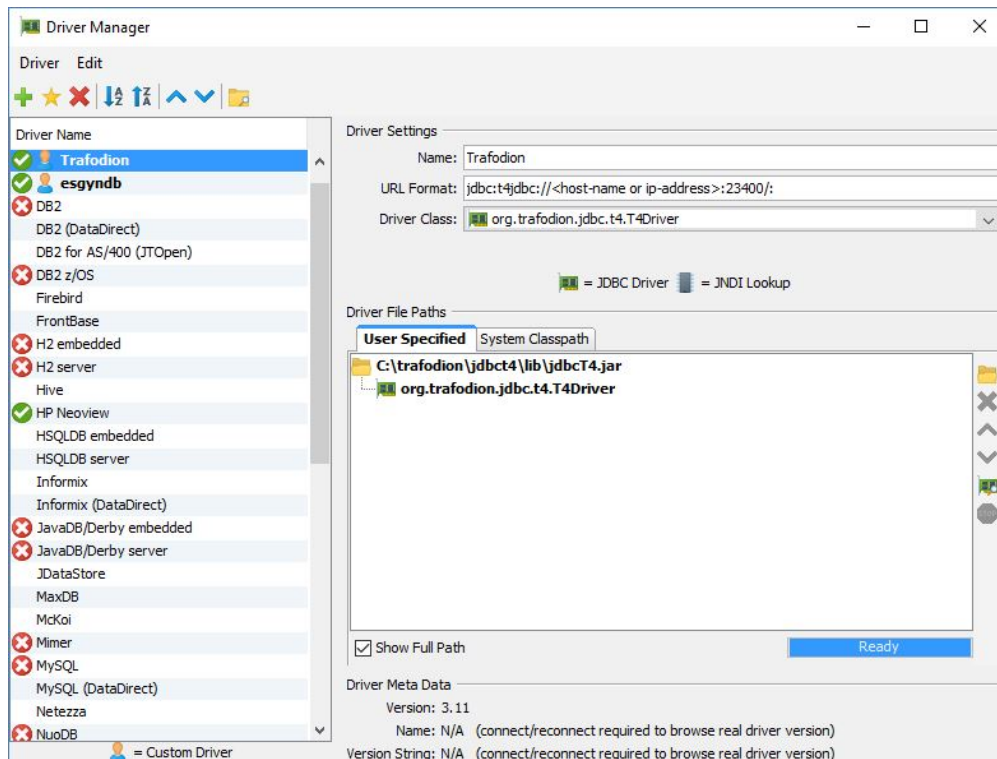 Driver Manager
Driver Edit
Driver Name
Trafodion
esgyndb
DB2
DB2 (DataDirect)
DB2 for AS/400 (JTOpen)
DB2 z/OS
Firebird
FrontBase
H2 embedded
H2 server
Hive
HP Neoview
HSQLDB embedded
HSQLDB server
Informix
Informix (DataDirect)
JavaDB/Derby embedded
JavaDB/Derby server
JDataStore
MaxDB
McKoi
Mimer
MySQL
MySQL (DataDirect)
Netezza
NuoDB
= Custom Driver
Driver Settings
Name: Trafodion
URL Format: jdbc:t4jdbc://<host-name or ip-address>:23400/:
Driver Class: org.trafodion.jdbc.t4.T4Driver
= JDBC Driver = JNDI Lookup
Driver File Paths
User Specified System Classpath
C:\trafodion\jdbct4\lib\jdbcT4.jar
org.trafodion.jdbc.t4.T4Driver
Show Full Path Ready
Driver Meta Data
Version: 3.11
Name: N/A (connect/reconnect required to browse real driver version)
Version String: N/A (connect/reconnect required to browse real driver version)